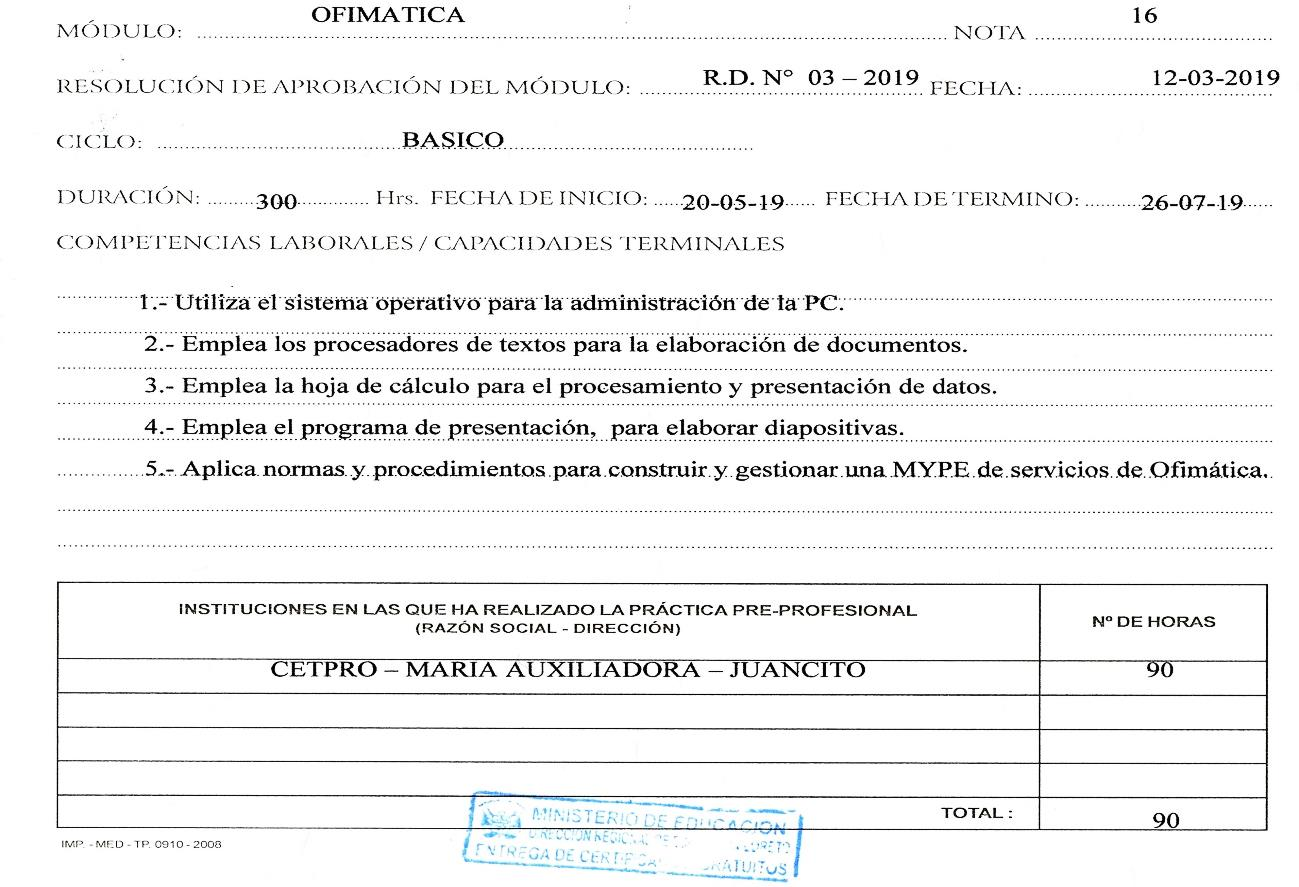 MÓDULO: OFIMATICA NOTA 16
RESOLUCIÓN DE APROBACIÓN DEL MÓDULO: R.D. N° 03 – 2019 FECHA: 12-03-2019
CICLO: BASICO
DURACIÓN: 300 Hrs. FECHA DE INICIO: 20-05-19 FECHA DE TERMINO: 26-07-19
COMPETENCIAS LABORALES / CAPACIDADES TERMINALES
1.- Utiliza el sistema operativo para la administración de la PC.
2.- Emplea los procesadores de textos para la elaboración de documentos.
3.- Emplea la hoja de cálculo para el procesamiento y presentación de datos.
4.- Emplea el programa de presentación, para elaborar diapositivas.
5.- Aplica normas y procedimientos para construir y gestionar una MYPE de servicios de Ofimática.
INSTITUCIONES EN LAS QUE HA REALIZADO LA PRÁCTICA PRE-PROFESIONAL
(RAZÓN SOCIAL - DIRECCIÓN)
Nº DE HORAS
CETPRO – MARIA AUXILIADORA – JUANCITO 90
TOTAL : 90
MINISTERIO DE EDUCACION
DIRECCION REGIONAL DE LORETO
ENTREGA DE GRATUITOS
IMP. - MED - TP. 0910 - 2008